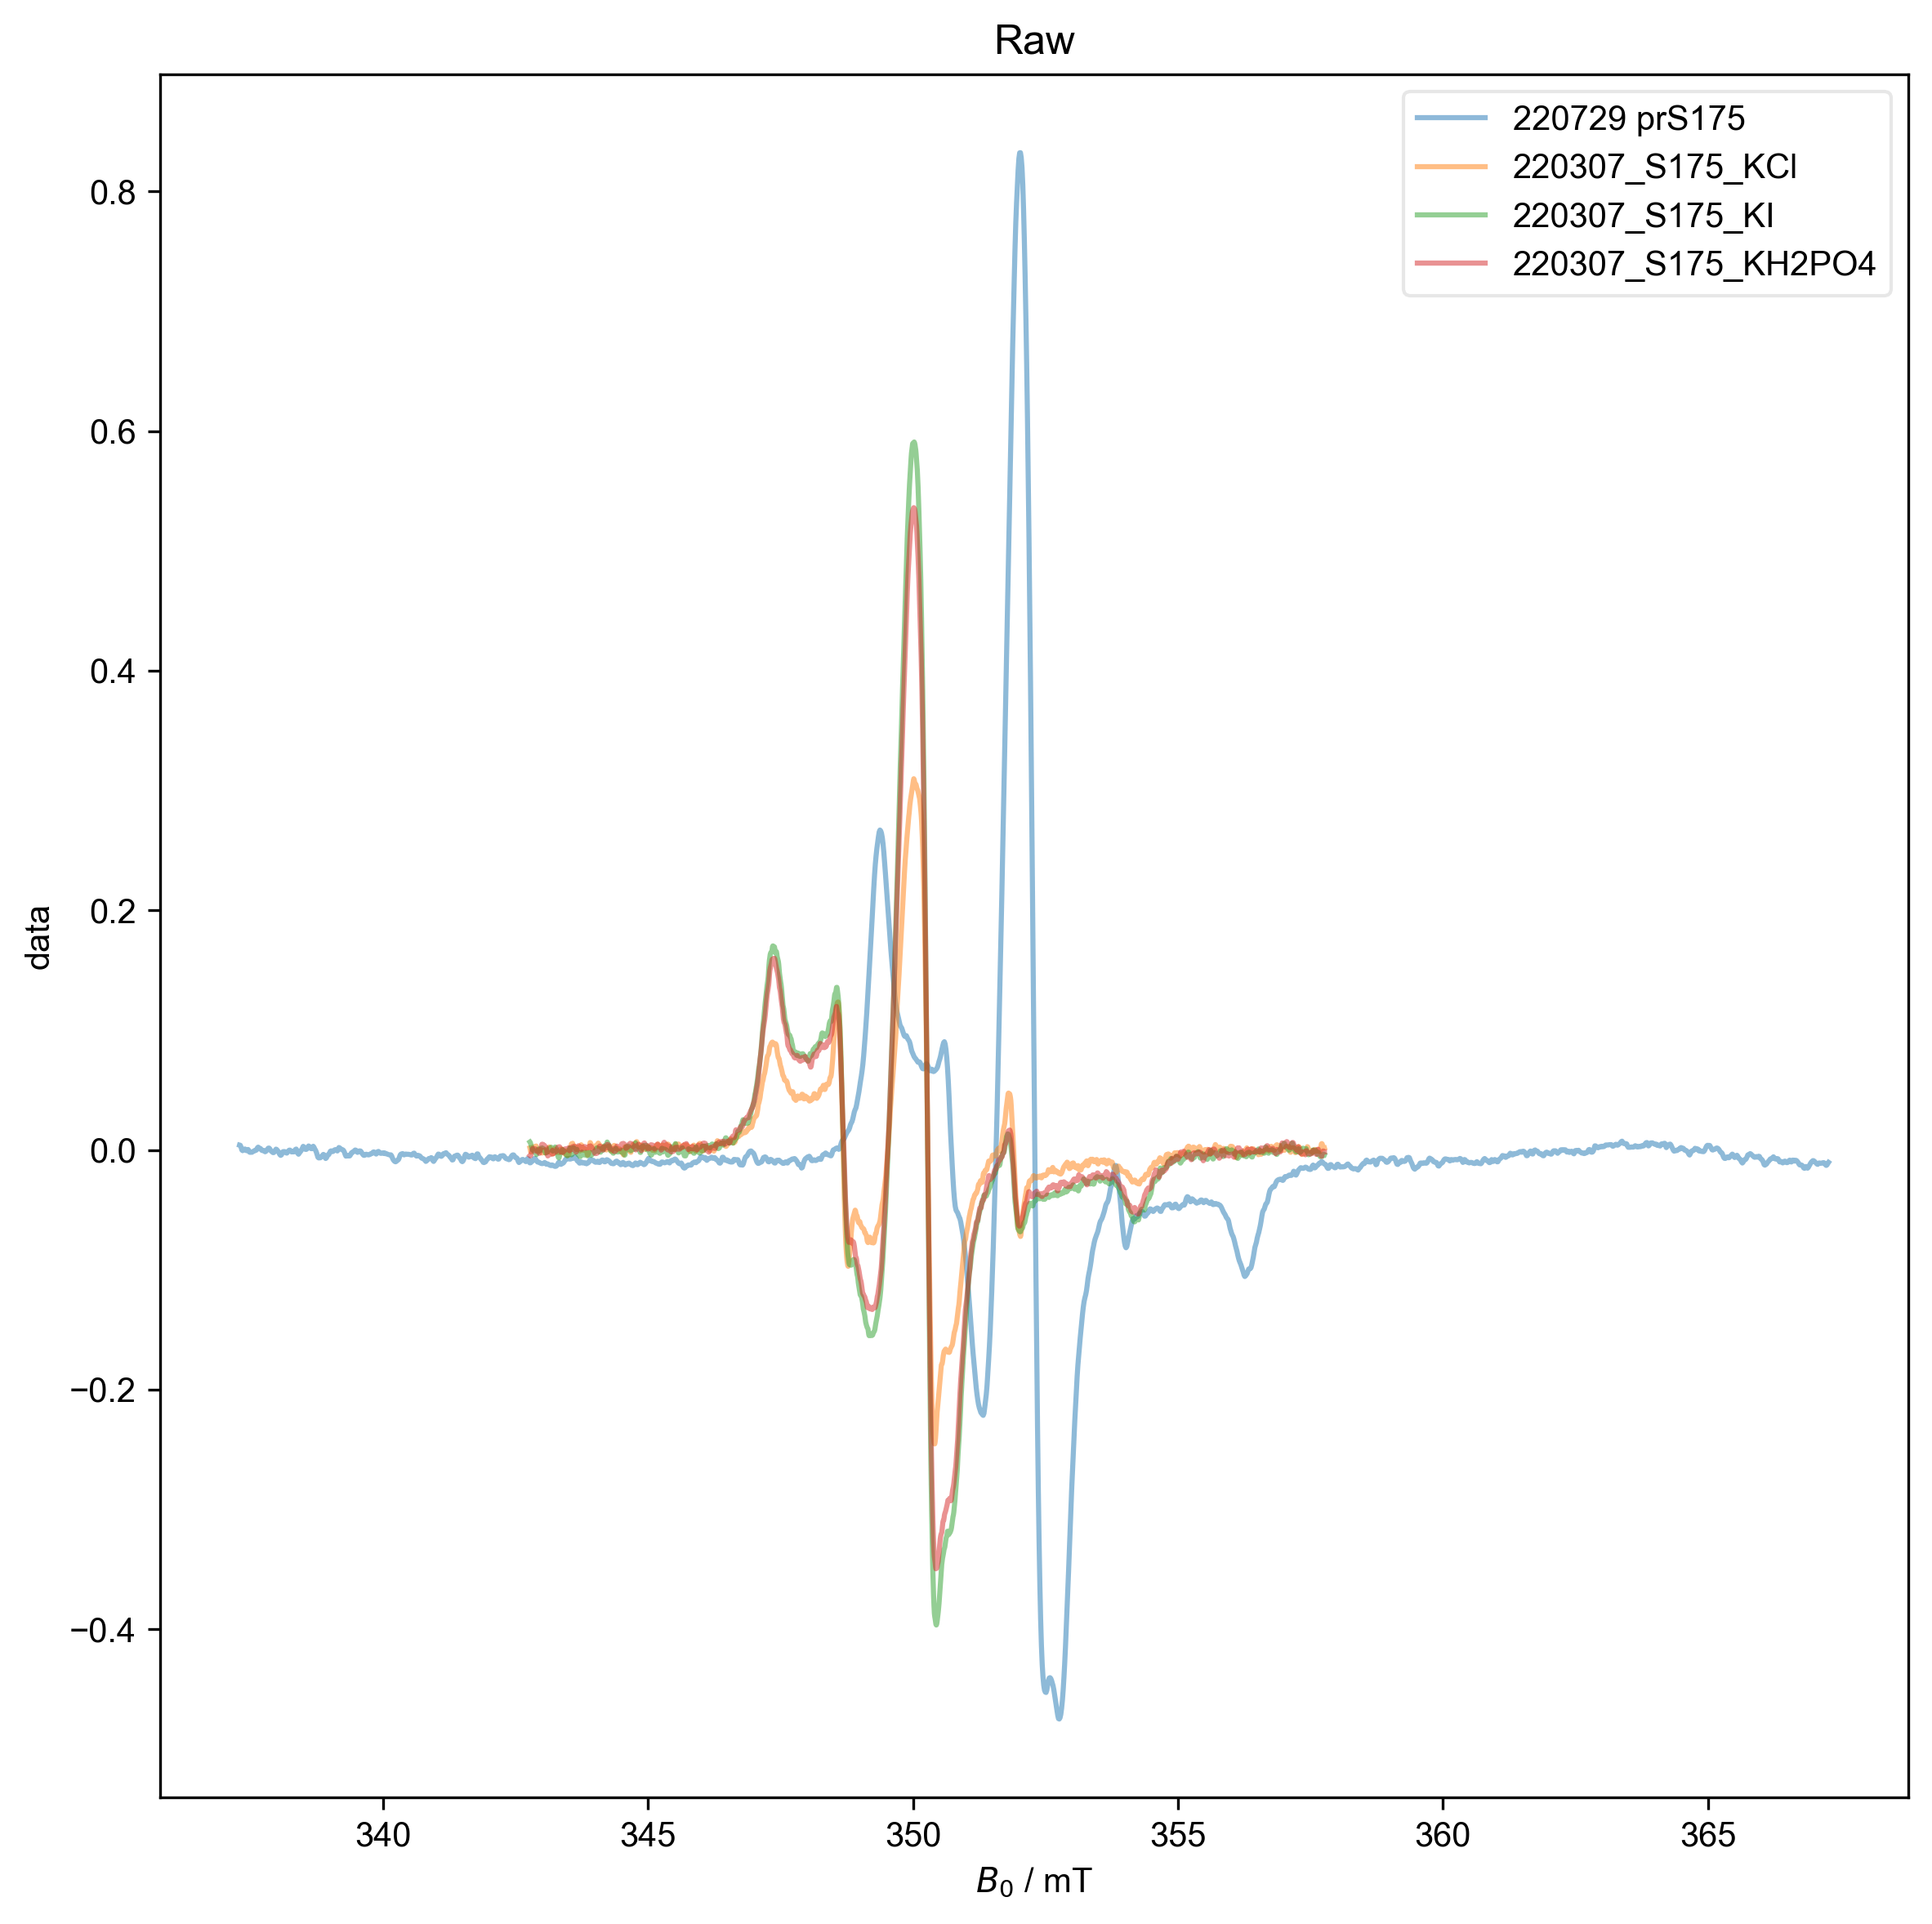 Raw
220729 prS175
220307_S175_KCl
220307_S175_KI
220307_S175_KH2PO4
0.8
0.6
0.4
0.2
0.0
−0.2
−0.4
data
340 345 350 355 360 365
B0 / mT